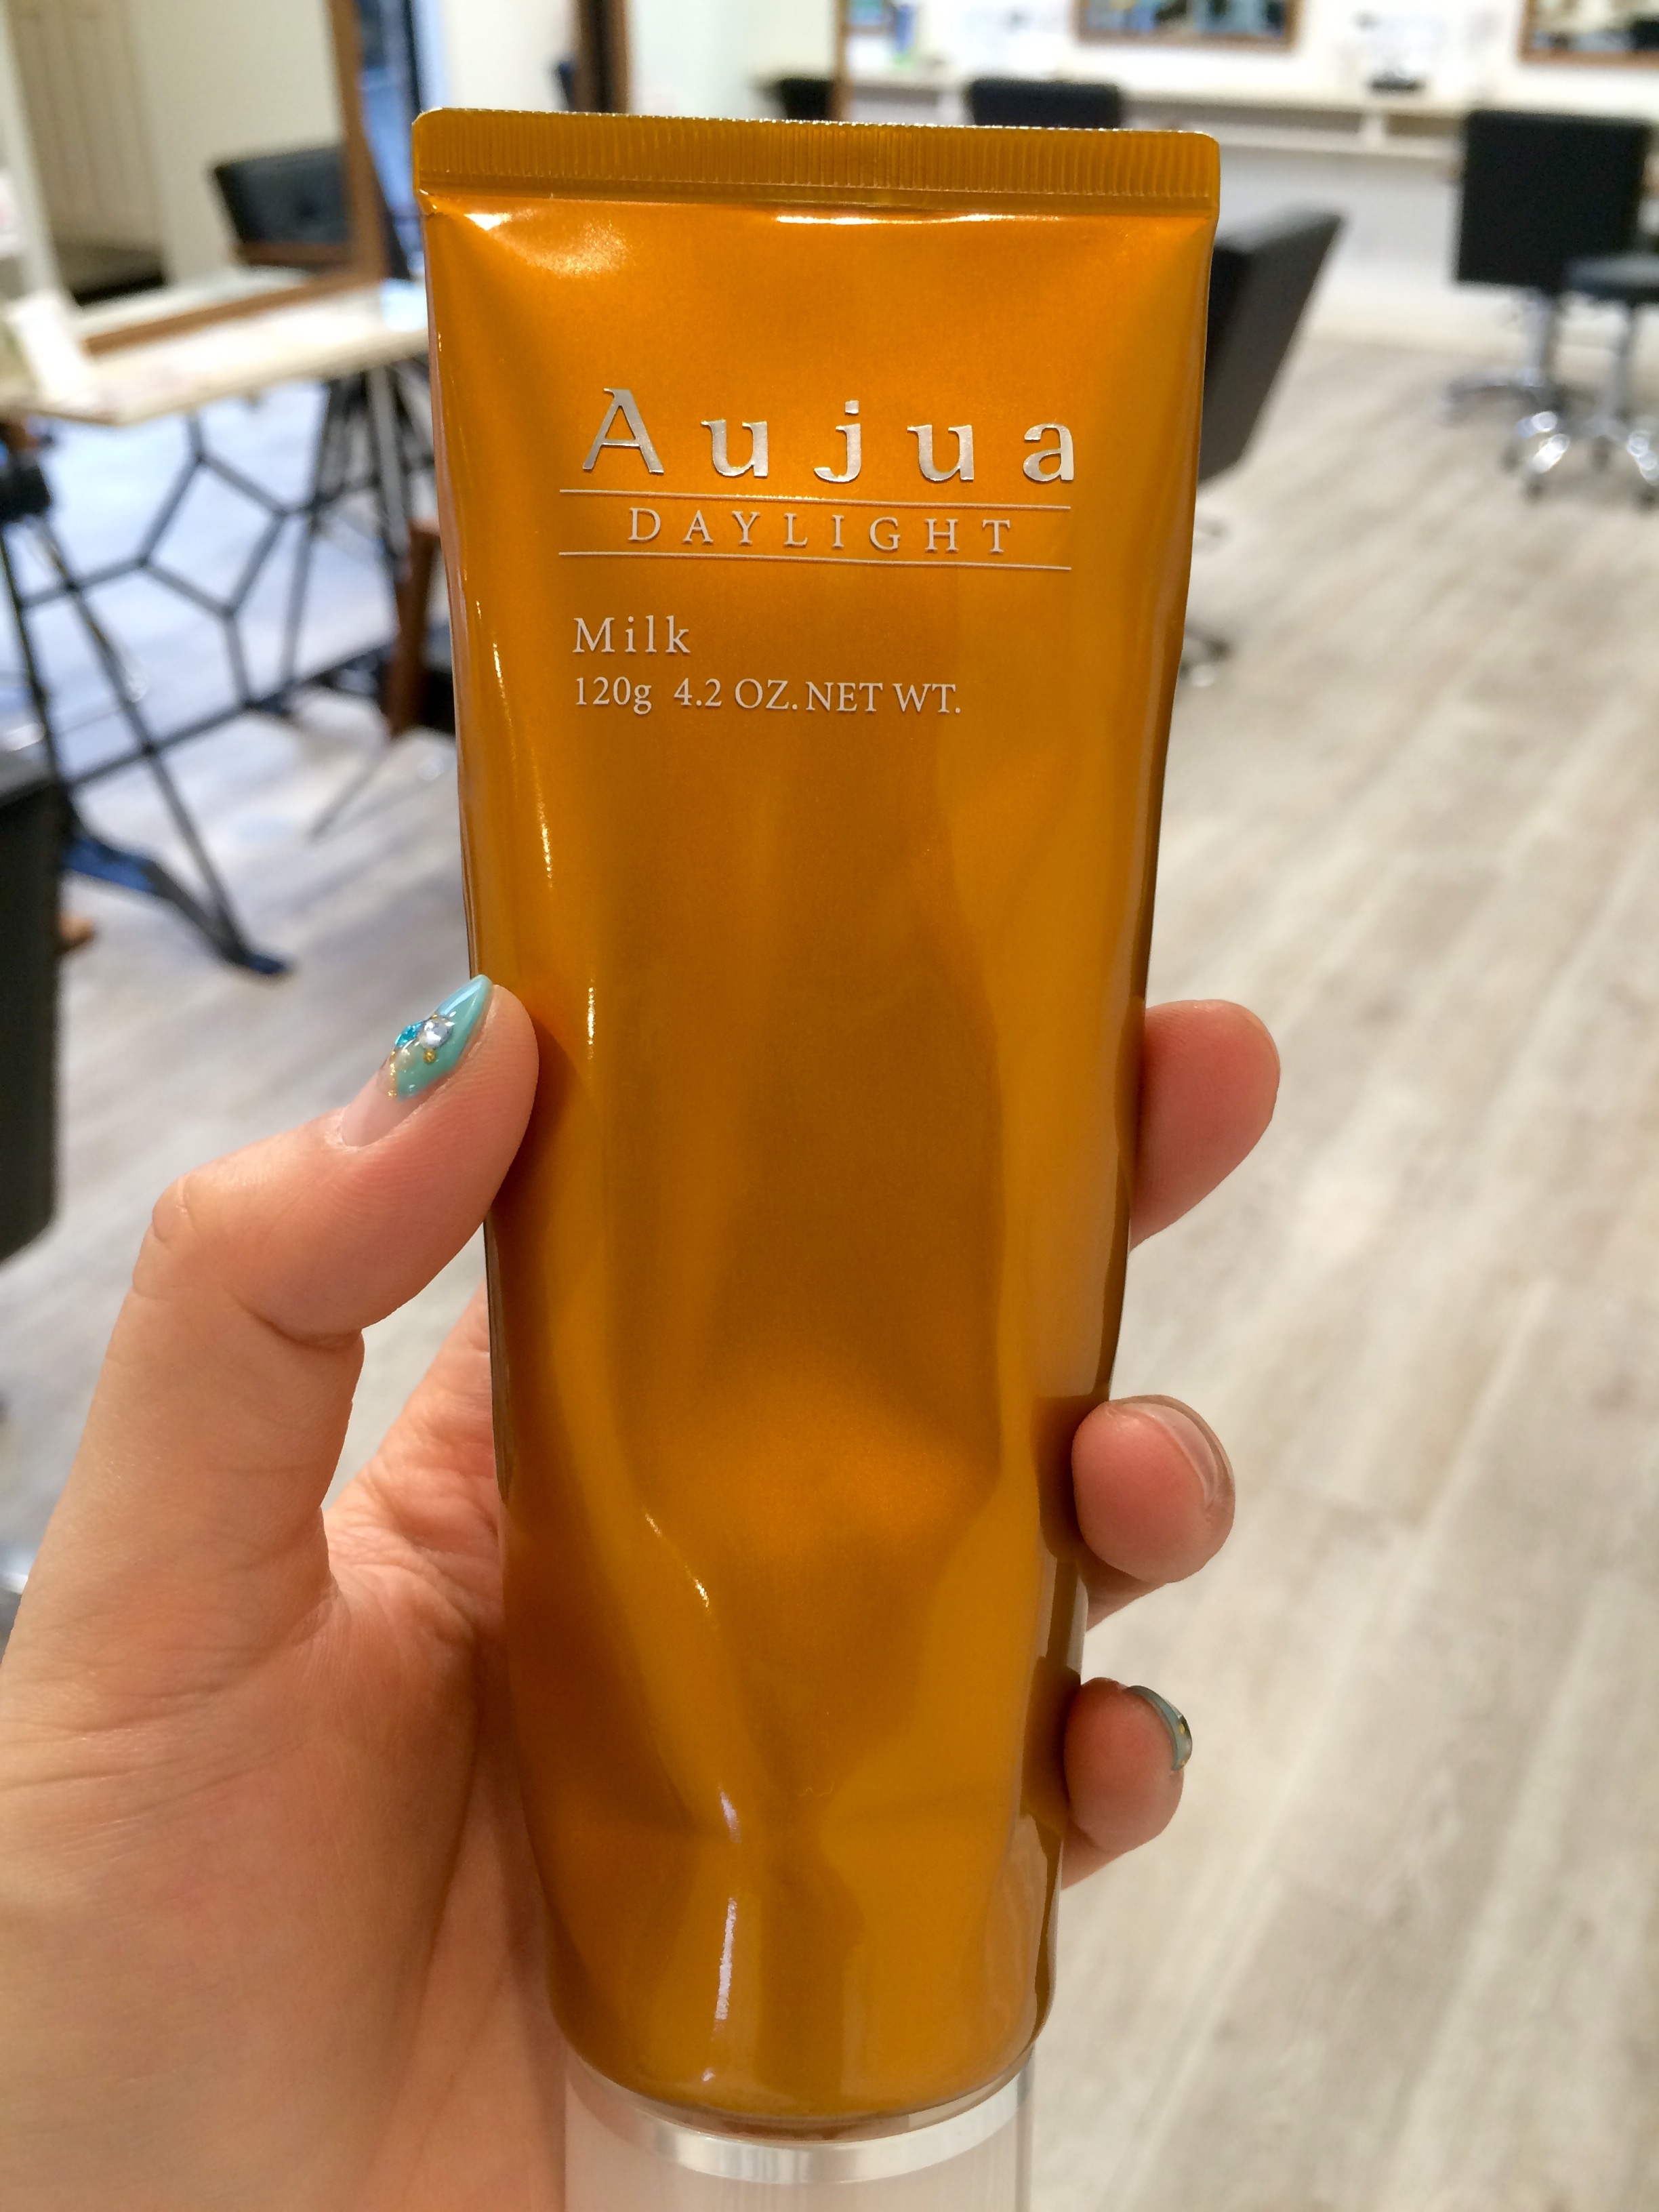 Aujua
DAYLIGHT
Milk
120g 4.2 OZ. NET WT.